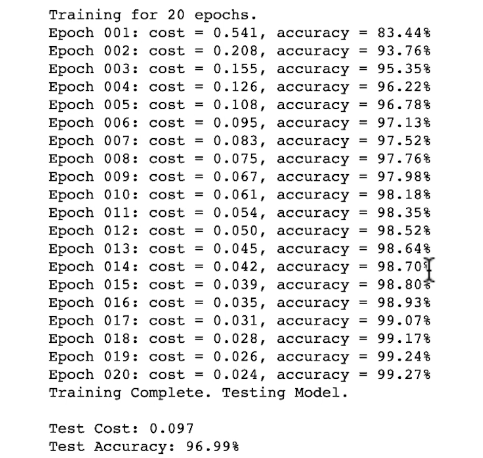 Training for 20 epochs.
Epoch 001: cost = 0.541, accuracy = 83.44%
Epoch 002: cost = 0.208, accuracy = 93.76%
Epoch 003: cost = 0.155, accuracy = 95.35%
Epoch 004: cost = 0.126, accuracy = 96.22%
Epoch 005: cost = 0.108, accuracy = 96.78%
Epoch 006: cost = 0.095, accuracy = 97.13%
Epoch 007: cost = 0.083, accuracy = 97.52%
Epoch 008: cost = 0.075, accuracy = 97.76%
Epoch 009: cost = 0.067, accuracy = 97.98%
Epoch 010: cost = 0.061, accuracy = 98.18%
Epoch 011: cost = 0.054, accuracy = 98.35%
Epoch 012: cost = 0.050, accuracy = 98.52%
Epoch 013: cost = 0.045, accuracy = 98.64%
Epoch 014: cost = 0.042, accuracy = 98.70%
Epoch 015: cost = 0.039, accuracy = 98.80%
Epoch 016: cost = 0.035, accuracy = 98.93%
Epoch 017: cost = 0.031, accuracy = 99.07%
Epoch 018: cost = 0.028, accuracy = 99.17%
Epoch 019: cost = 0.026, accuracy = 99.24%
Epoch 020: cost = 0.024, accuracy = 99.27%
Training Complete. Testing Model.
Test Cost: 0.097
Test Accuracy: 96.99%